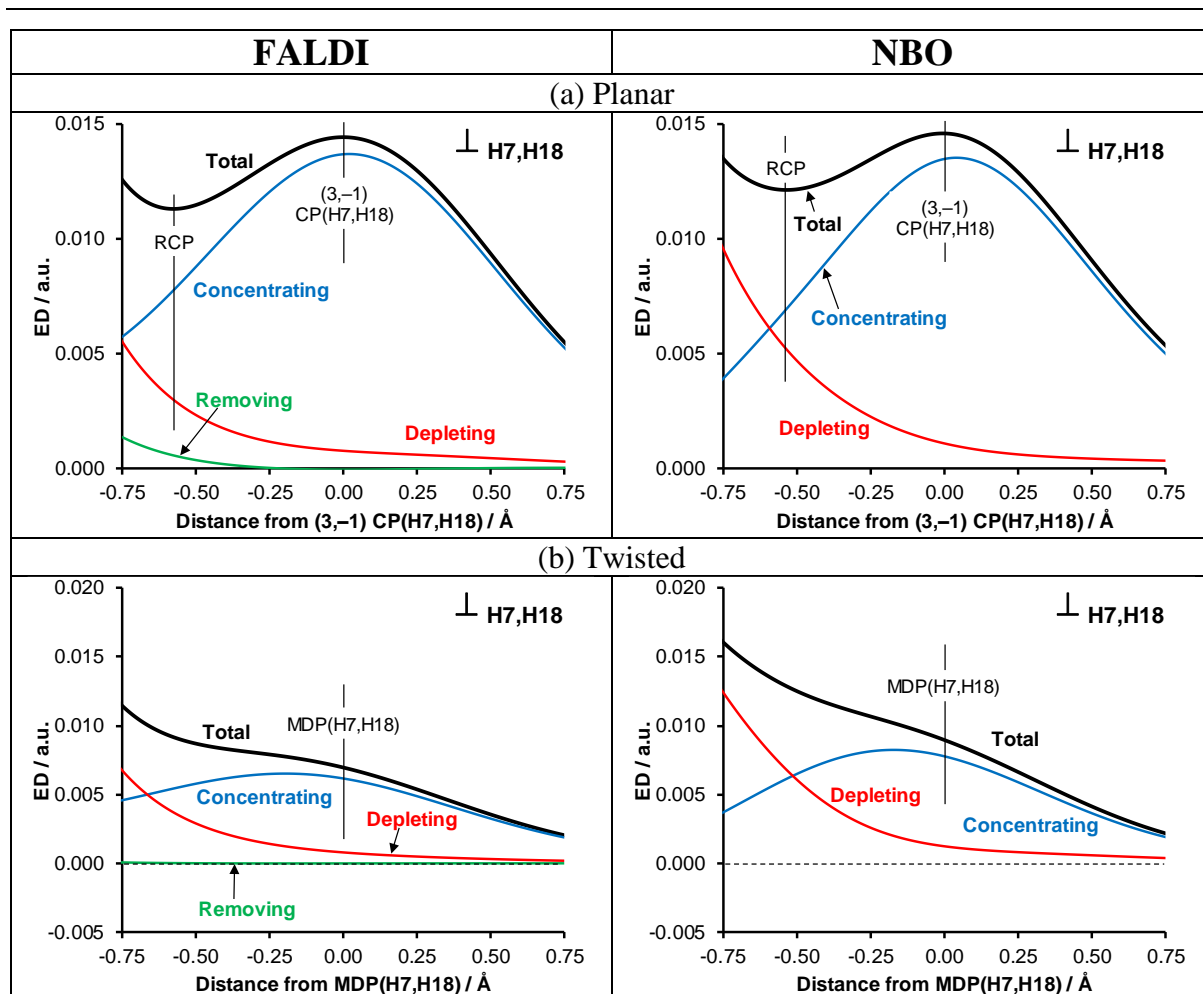 FALDI NBO
(a) Planar
0.015
0.010
0.005
0.000
ED / a.u.
Total
⊥ H7,H18
(3,–1)
CP(H7,H18)
RCP
Concentrating
Removing
Depleting
-0.75 -0.50 -0.25 0.00 0.25 0.50 0.75
Distance from (3,–1) CP(H7,H18) / Å
0.015
0.010
0.005
0.000
ED / a.u.
⊥ H7,H18
RCP
(3,–1)
CP(H7,H18)
Total
Concentrating
Depleting
-0.75 -0.50 -0.25 0.00 0.25 0.50 0.75
Distance from (3,–1) CP(H7,H18) / Å
(b) Twisted
0.020
0.015
0.010
0.005
0.000
-0.005
ED / a.u.
⊥ H7,H18
MDP(H7,H18)
Total
Concentrating
Depleting
Removing
-0.75 -0.50 -0.25 0.00 0.25 0.50 0.75
Distance from MDP(H7,H18) / Å
0.020
0.015
0.010
0.005
0.000
-0.005
ED / a.u.
⊥ H7,H18
MDP(H7,H18)
Total
Depleting
Concentrating
-0.75 -0.50 -0.25 0.00 0.25 0.50 0.75
Distance from MDP(H7,H18) / Å